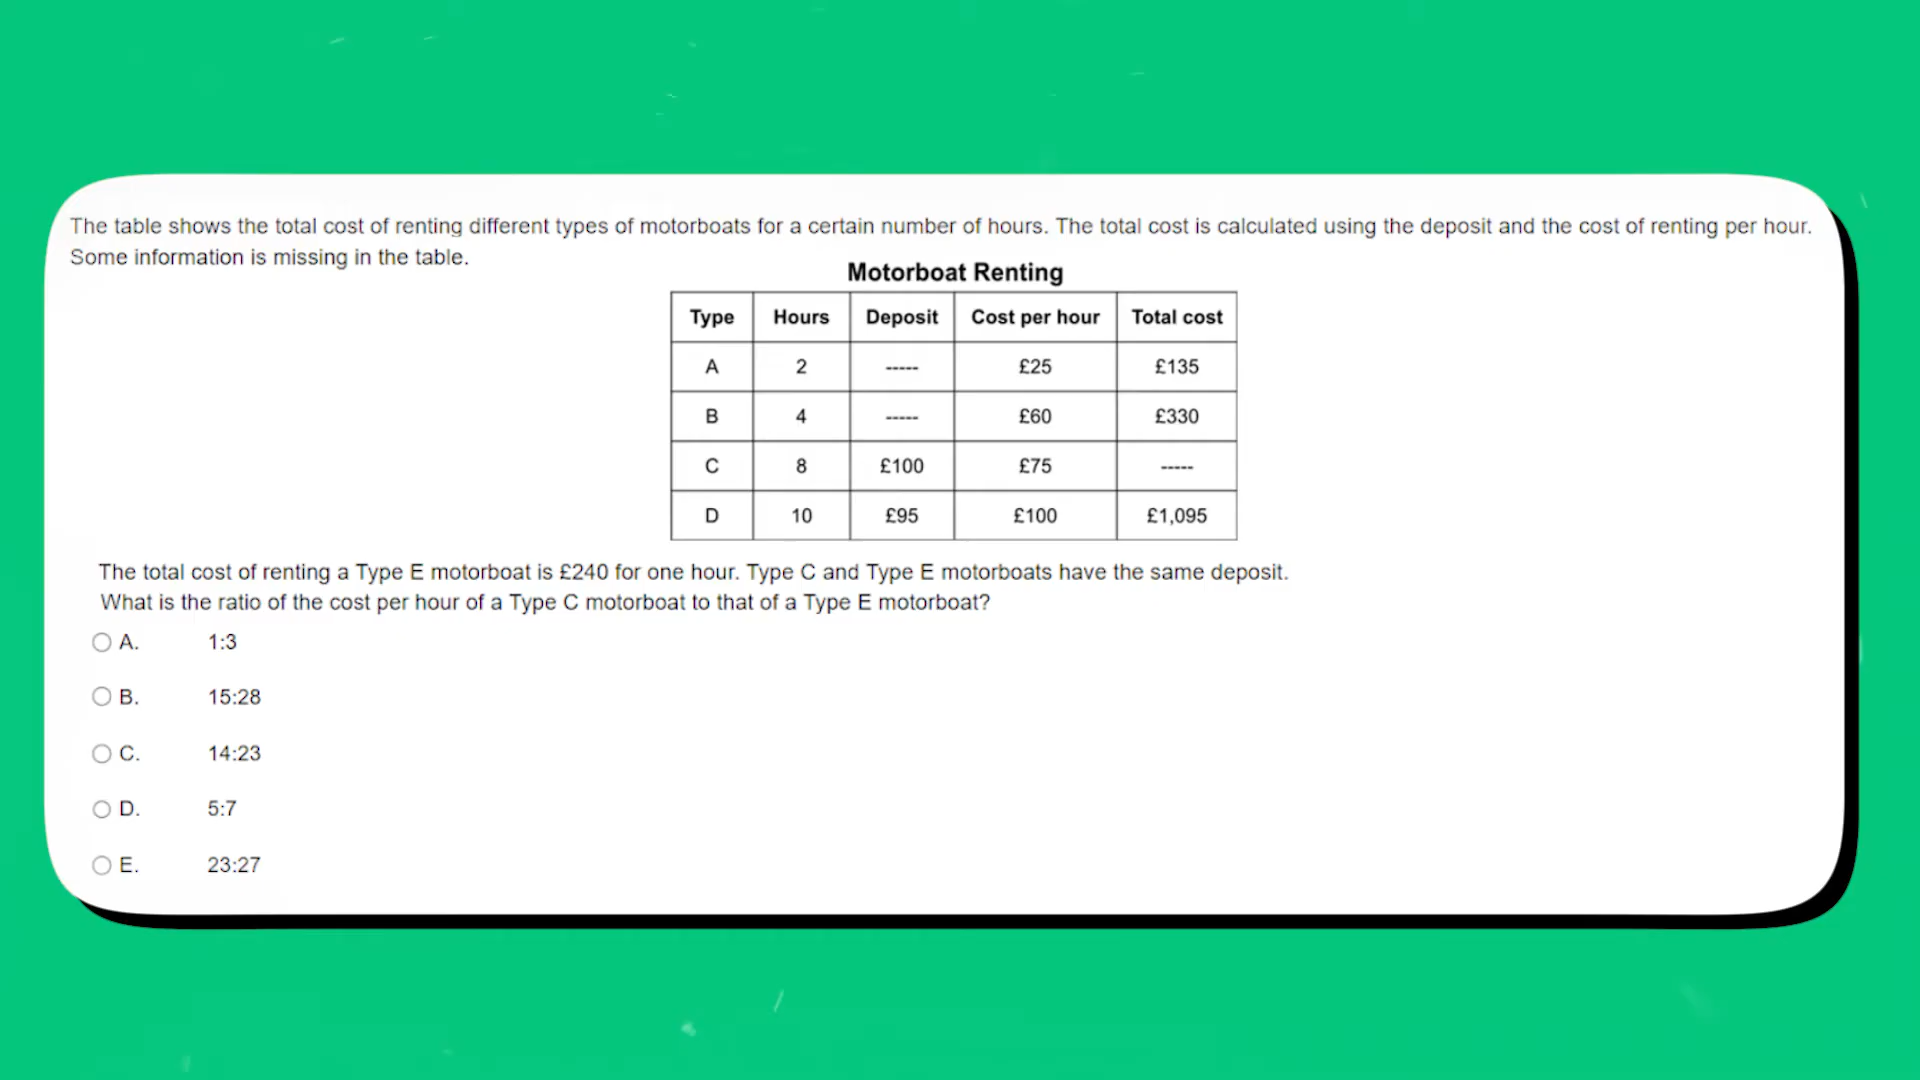 The table shows the total cost of renting different types of motorboats for a certain number of hours. The total cost is calculated using the deposit and the cost of renting per hour.
Some information is missing in the table.
Motorboat Renting
Type Hours Deposit Cost per hour Total cost
A 2 ----- £25 £135
B 4 ----- £60 £330
C 8 £100 £75 -----
D 10 £95 £100 £1,095
The total cost of renting a Type E motorboat is £240 for one hour. Type C and Type E motorboats have the same deposit.
What is the ratio of the cost per hour of a Type C motorboat to that of a Type E motorboat?
A. 1:3
B. 15:28
C. 14:23
D. 5:7
E. 23:27